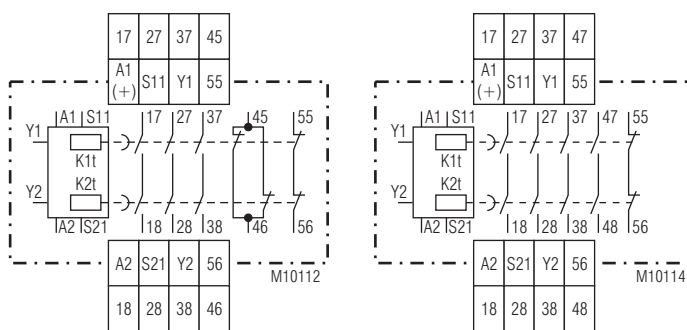 17 27 37 45
A1 (+) S11 Y1 55
A1 S11 17 27 37 45 55
Y1
K1t
K2t
Y2
A2 S21 18 28 38 46 56
A2 S21 Y2 56
18 28 38 46
M10112
17 27 37 47
A1 (+) S11 Y1 55
A1 S11 17 27 37 47 55
Y1
K1t
K2t
Y2
A2 S21 18 28 38 48 56
A2 S21 Y2 56
18 28 38 48
M10114